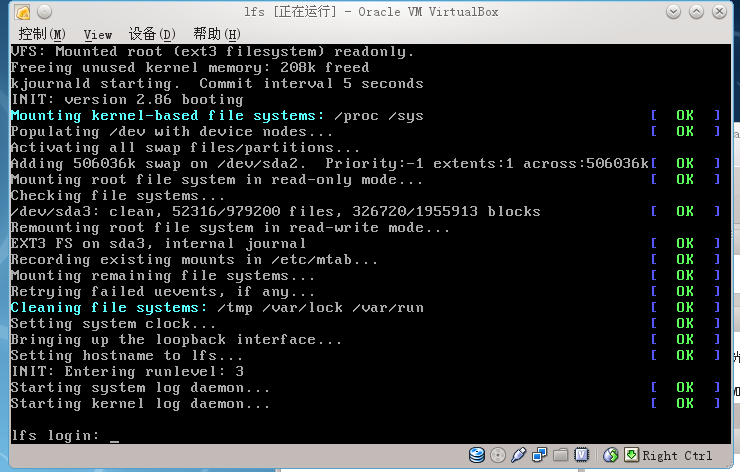 lfs [正在运行] - Oracle VM VirtualBox
控制(M) View 设备(D) 帮助(H)
VFS: Mounted root (ext3 filesystem) readonly.
Freeing unused kernel memory: 208k freed
kjournald starting.  Commit interval 5 seconds
INIT: version 2.86 booting
Mounting kernel-based file systems: /proc /sys [  OK  ]
Populating /dev with device nodes... [  OK  ]
Activating all swap files/partitions...
Adding 506036k swap on /dev/sda2.  Priority:-1 extents:1 across:506036k[  OK  ]
Mounting root file system in read-only mode... [  OK  ]
Checking file systems...
/dev/sda3: clean, 52316/979200 files, 326720/1955913 blocks [  OK  ]
Remounting root file system in read-write mode...
EXT3 FS on sda3, internal journal [  OK  ]
Recording existing mounts in /etc/mtab... [  OK  ]
Mounting remaining file systems... [  OK  ]
Retrying failed uevents, if any... [  OK  ]
Cleaning file systems: /tmp /var/lock /var/run [  OK  ]
Setting system clock... [  OK  ]
Bringing up the loopback interface... [  OK  ]
Setting hostname to lfs... [  OK  ]
INIT: Entering runlevel: 3
Starting system log daemon... [  OK  ]
Starting kernel log daemon... [  OK  ]
lfs login: _
Right Ctrl